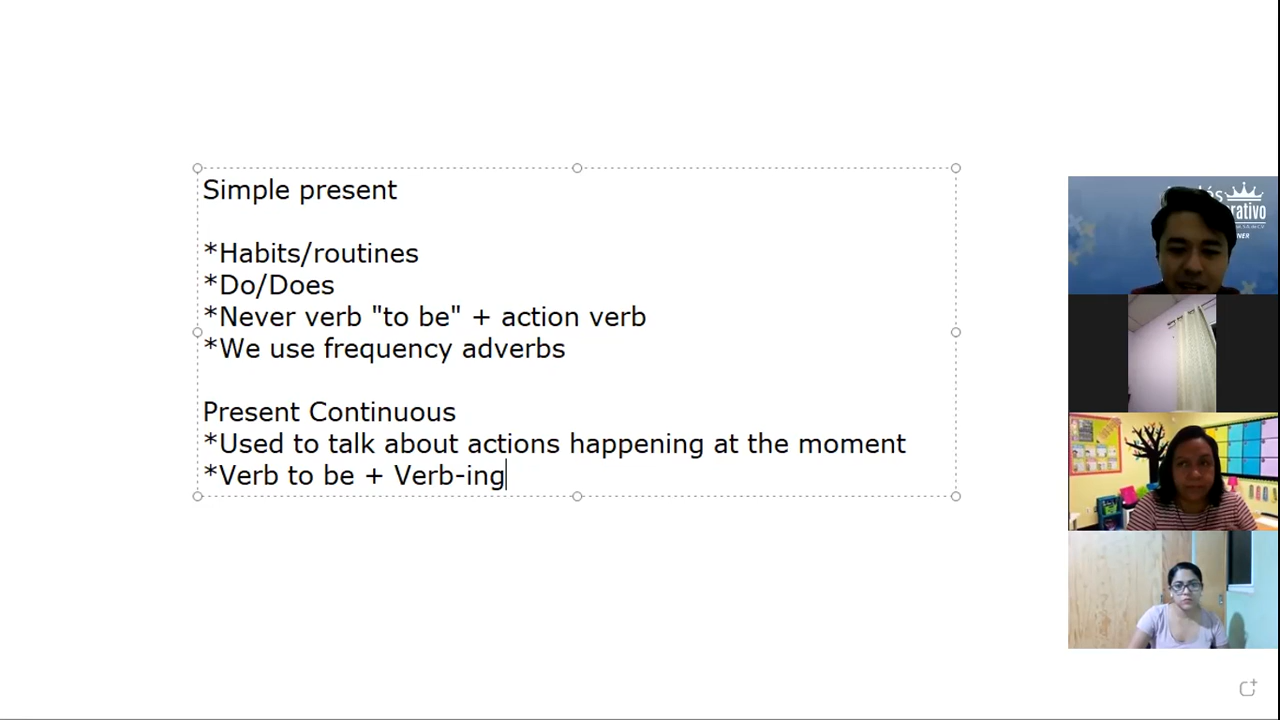 Simple present
*Habits/routines
*Do/Does
*Never verb "to be" + action verb
*We use frequency adverbs
Present Continuous
*Used to talk about actions happening at the moment
*Verb to be + Verb-ing